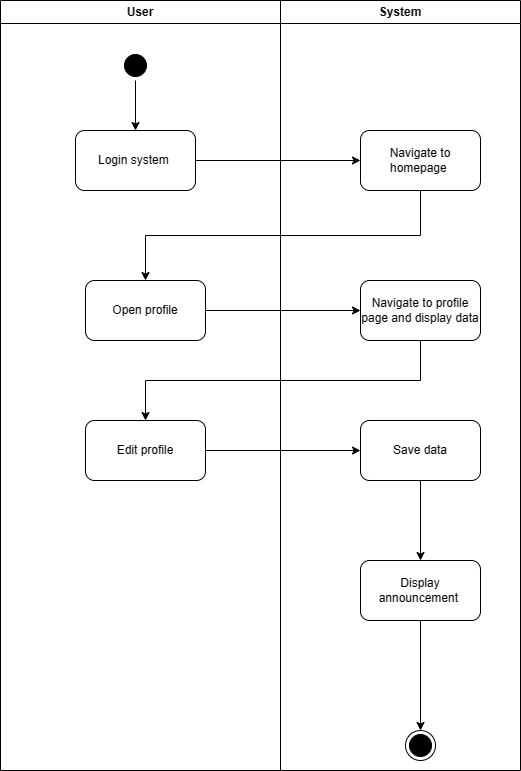 User
System
Login system
Navigate to
homepage
Open profile
Navigate to profile
page and display data
Edit profile
Save data
Display
announcement